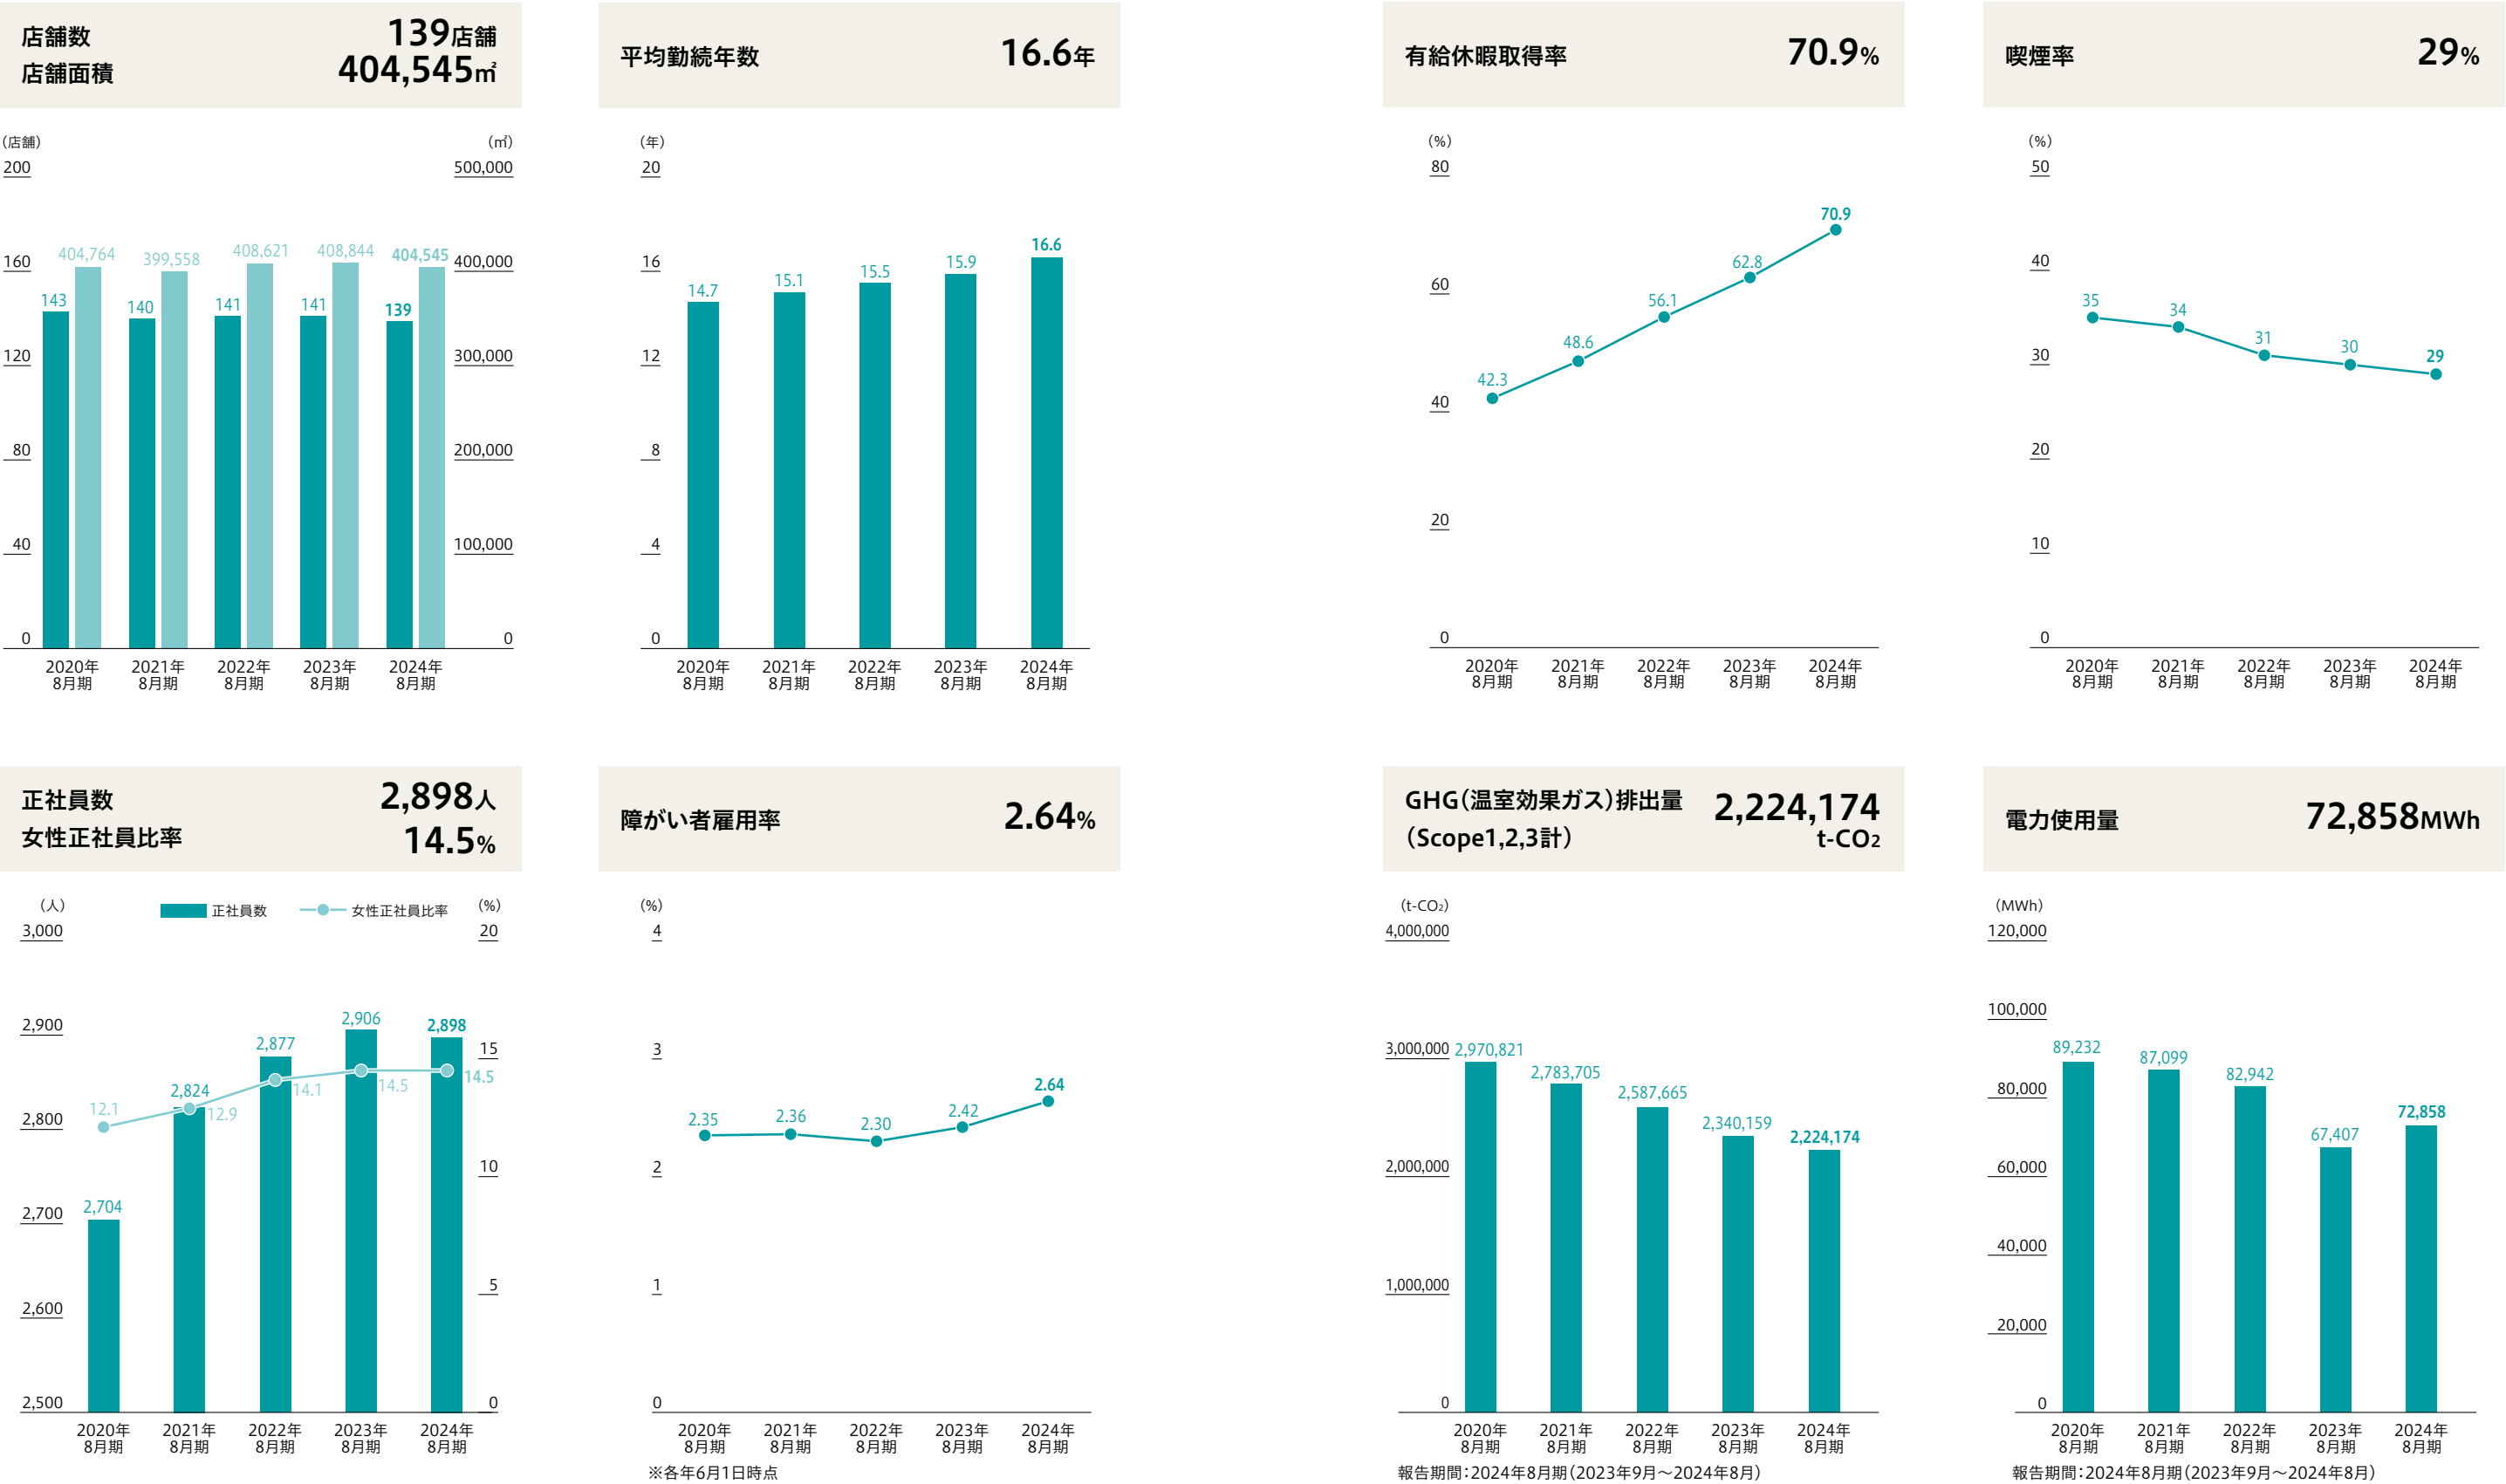 店舗数 139店舗
店舗面積 404,545㎡
（店舗） （㎡）
200 500,000
160 400,000
120 300,000
80 200,000
40 100,000
0 0
404,764 399,558 408,621 408,844 404,545
143 140 141 141 139
2020年 2021年 2022年 2023年 2024年
8月期 8月期 8月期 8月期 8月期
平均勤続年数 16.6年
（年）
20
16
12
8
4
0
14.7 15.1 15.5 15.9 16.6
2020年 2021年 2022年 2023年 2024年
8月期 8月期 8月期 8月期 8月期
有給休暇取得率 70.9%
（%）
80
60
40
20
0
42.3 48.6 56.1 62.8 70.9
2020年 2021年 2022年 2023年 2024年
8月期 8月期 8月期 8月期 8月期
喫煙率 29%
（%）
50
40
30
20
10
0
35 34 31 30 29
2020年 2021年 2022年 2023年 2024年
8月期 8月期 8月期 8月期 8月期
正社員数 2,898人
女性正社員比率 14.5%
（人） 正社員数 女性正社員比率 （%）
3,000 20
2,900 15
2,800 10
2,700 5
2,600 0
2,500
2,704 2,824 2,877 2,906 2,898
12.1 12.9 14.1 14.5 14.5
2020年 2021年 2022年 2023年 2024年
8月期 8月期 8月期 8月期 8月期
障がい者雇用率 2.64%
（%）
4
3
2
1
0
2.35 2.36 2.30 2.42 2.64
2020年 2021年 2022年 2023年 2024年
8月期 8月期 8月期 8月期 8月期
※各年6月1日時点
GHG（温室効果ガス）排出量 2,224,174
（Scope1,2,3計） t-CO2
（t-CO2）
4,000,000
3,000,000
2,000,000
1,000,000
0
2,970,821 2,783,705 2,587,665 2,340,159 2,224,174
2020年 2021年 2022年 2023年 2024年
8月期 8月期 8月期 8月期 8月期
報告期間：2024年8月期（2023年9月～2024年8月）
電力使用量 72,858MWh
（MWh）
120,000
100,000
80,000
60,000
40,000
20,000
0
89,232 87,099 82,942 67,407 72,858
2020年 2021年 2022年 2023年 2024年
8月期 8月期 8月期 8月期 8月期
報告期間：2024年8月期（2023年9月～2024年8月）